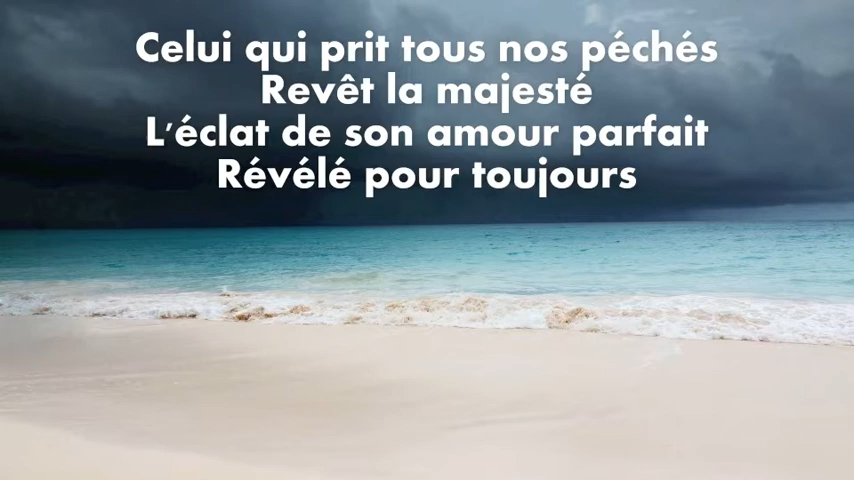 Celui qui prit tous nos péchés
Revêt la majesté
L'éclat de son amour parfait
Révélé pour toujours